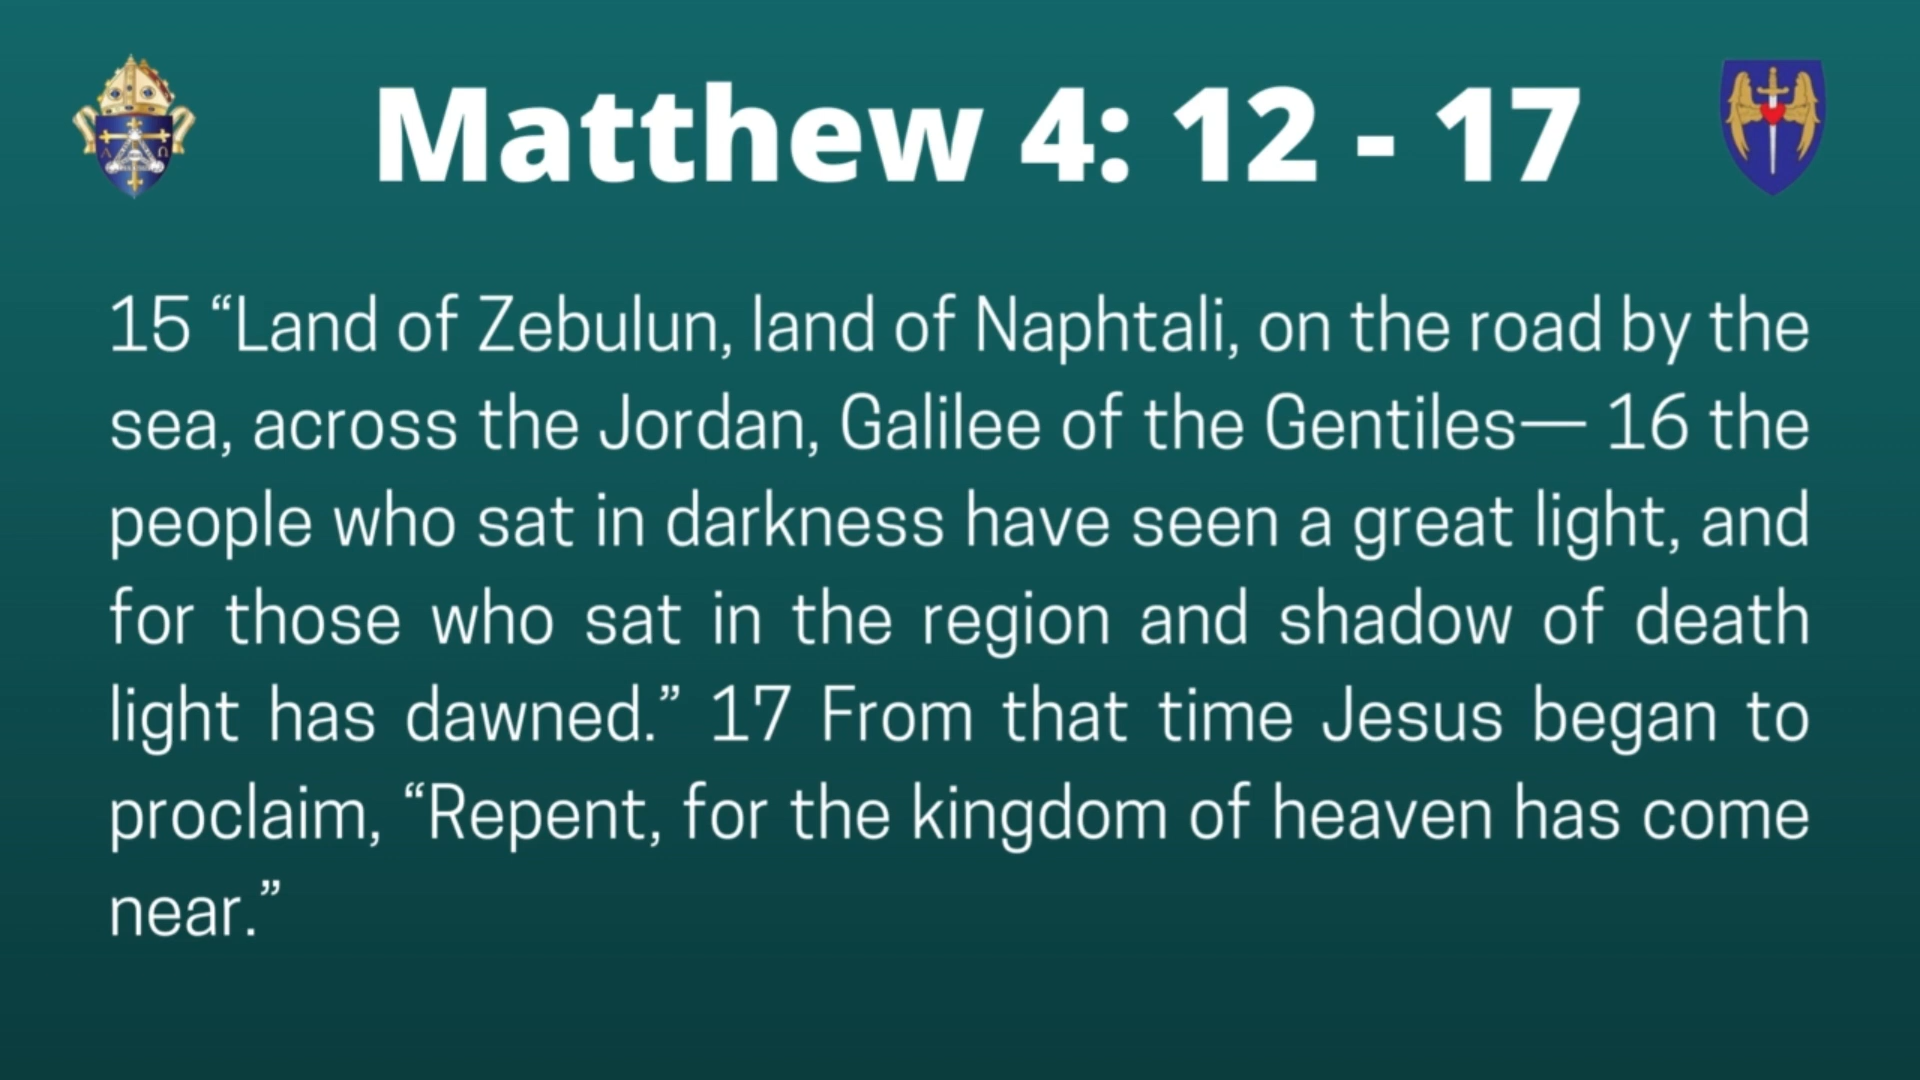 Matthew 4: 12 - 17
15 “Land of Zebulun, land of Naphtali, on the road by the
sea, across the Jordan, Galilee of the Gentiles— 16 the
people who sat in darkness have seen a great light, and
for those who sat in the region and shadow of death
light has dawned.” 17 From that time Jesus began to
proclaim, “Repent, for the kingdom of heaven has come
near.”
Α Ω